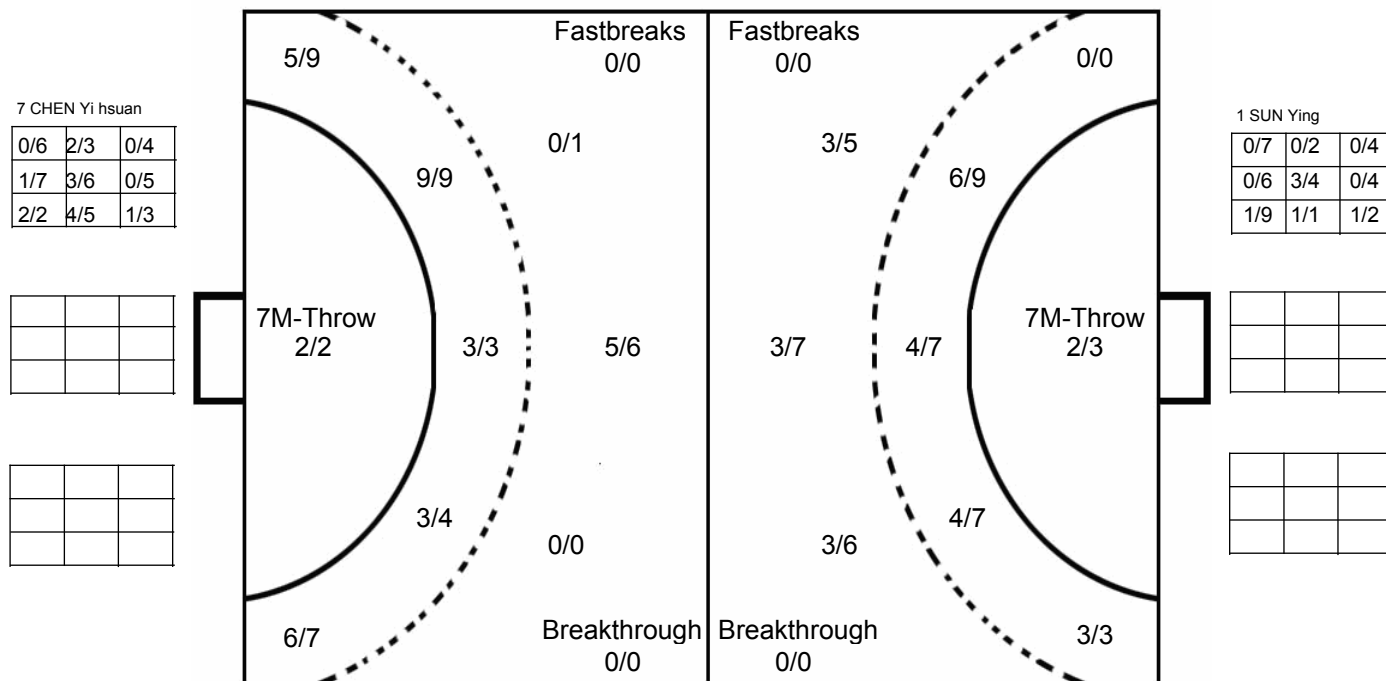 Fastbreaks Fastbreaks
5/9 0/0 0/0 0/0
7 CHEN Yi hsuan 1 SUN Ying
0/6 2/3 0/4 0/1 3/5 0/7 0/2 0/4
1/7 3/6 0/5 9/9 6/9 0/6 3/4 0/4
2/2 4/5 1/3 1/9 1/1 1/2
7M-Throw 7M-Throw
2/2 3/3 5/6 3/7 4/7 2/3
3/4 4/7
0/0 3/6
6/7 Breakthrough Breakthrough 3/3
0/0 0/0